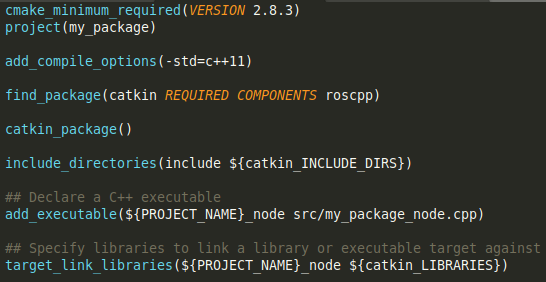 cmake_minimum_required(VERSION 2.8.3)
project(my_package)
add_compile_options(-std=c++11)
find_package(catkin REQUIRED COMPONENTS roscpp)
catkin_package()
include_directories(include ${catkin_INCLUDE_DIRS})
## Declare a C++ executable
add_executable(${PROJECT_NAME}_node src/my_package_node.cpp)
## Specify libraries to link a library or executable target against
target_link_libraries(${PROJECT_NAME}_node ${catkin_LIBRARIES})